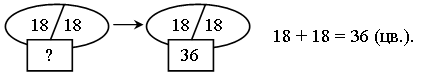 18 / 18 → 18 / 18
? 36
18 + 18 = 36 (цв.).